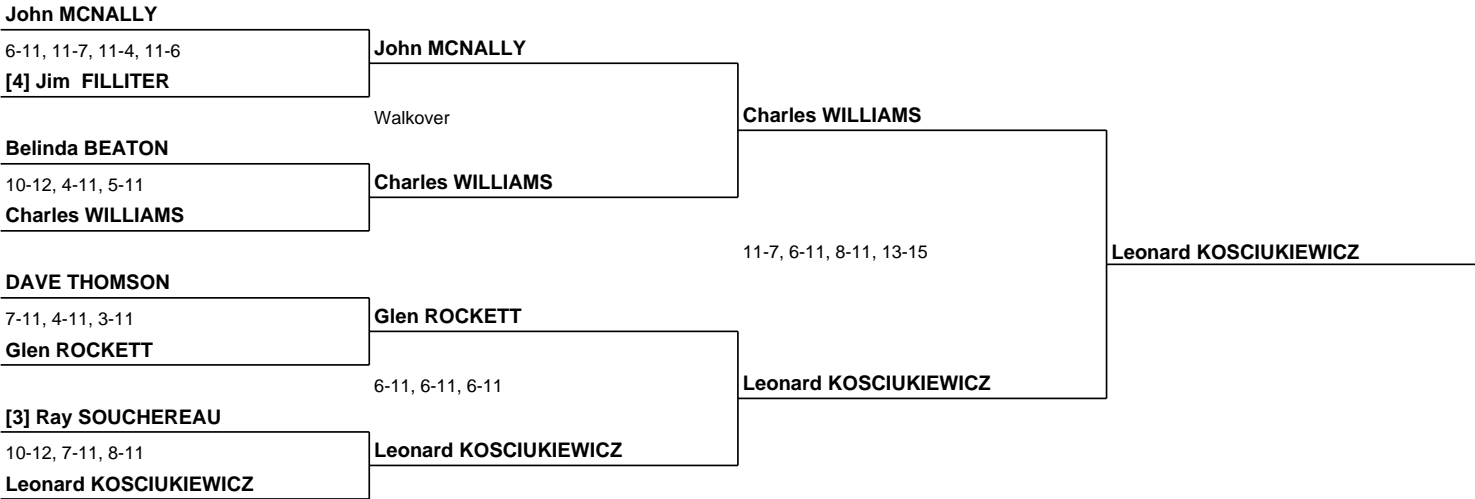 John MCNALLY
6-11, 11-7, 11-4, 11-6
John MCNALLY
[4] Jim  FILLITER
Walkover
Charles WILLIAMS
Belinda BEATON
10-12, 4-11, 5-11
Charles WILLIAMS
Charles WILLIAMS
11-7, 6-11, 8-11, 13-15
Leonard KOSCIUKIEWICZ
DAVE THOMSON
7-11, 4-11, 3-11
Glen ROCKETT
Glen ROCKETT
6-11, 6-11, 6-11
Leonard KOSCIUKIEWICZ
[3] Ray SOUCHEREAU
10-12, 7-11, 8-11
Leonard KOSCIUKIEWICZ
Leonard KOSCIUKIEWICZ